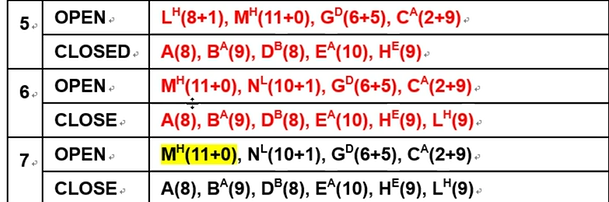 5 OPEN L^H(8+1), M^H(11+0), G^D(6+5), C^A(2+9)
CLOSED A(8), B^A(9), D^B(8), E^A(10), H^E(9)
6 OPEN M^H(11+0), N^L(10+1), G^D(6+5), C^A(2+9)
CLOSE A(8), B^A(9), D^B(8), E^A(10), H^E(9), L^H(9)
7 OPEN M^H(11+0), N^L(10+1), G^D(6+5), C^A(2+9)
CLOSE A(8), B^A(9), D^B(8), E^A(10), H^E(9), L^H(9)